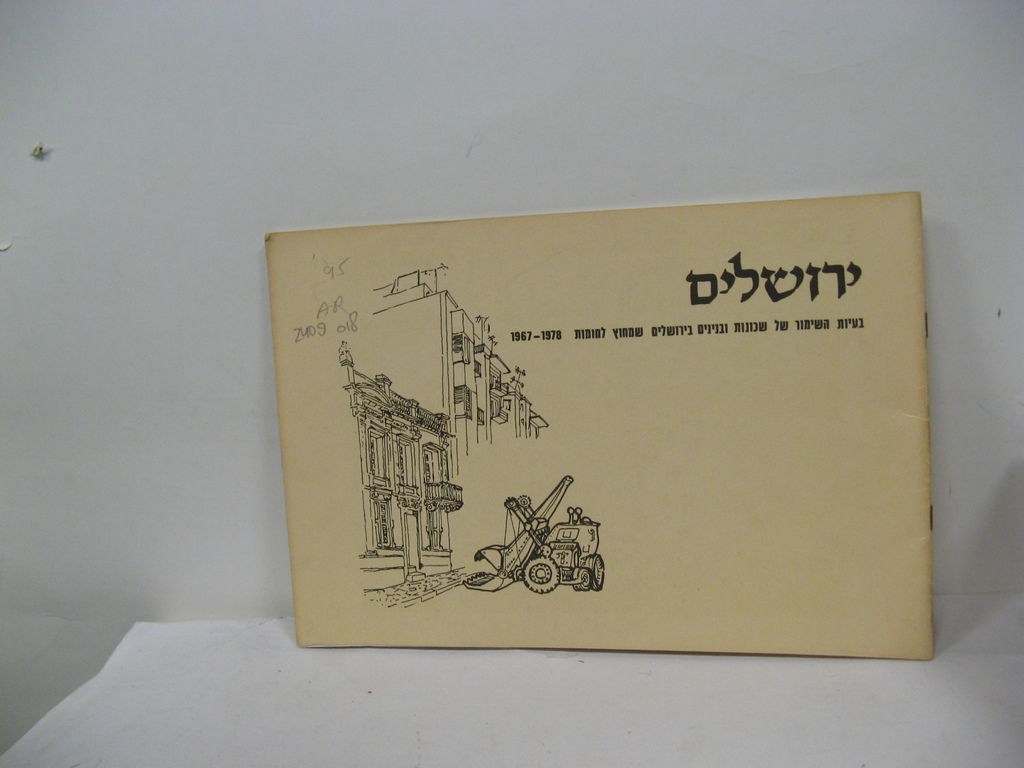 ירושלים
בעיות השימור של שכונות ובנינים בירושלים שמחוץ לחומות 1967–1978
'95
AR
2409 018